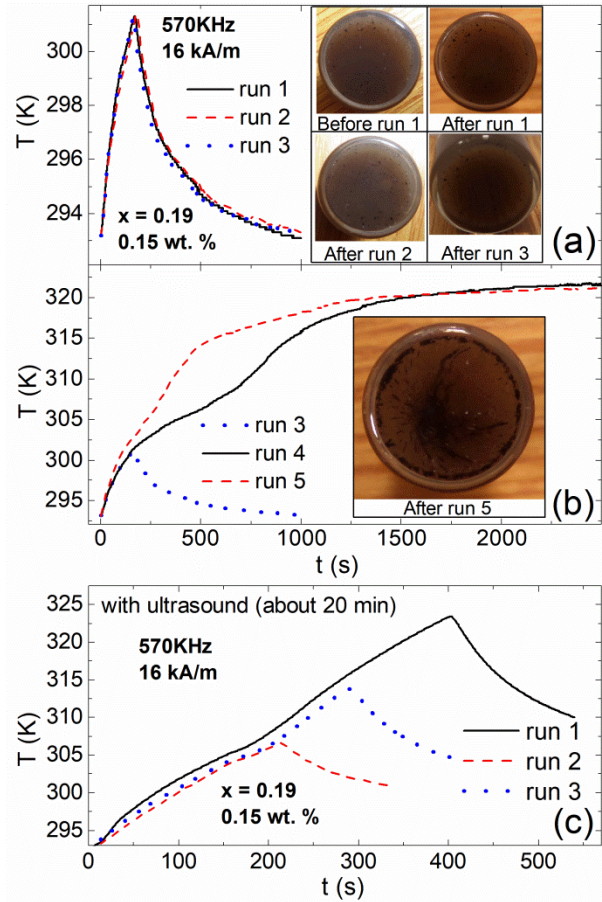 300
298
296
294
T (K)
570KHz
16 kA/m
run 1
run 2
run 3
x = 0.19
0.15 wt. %
Before run 1
After run 1
After run 2
After run 3
(a)
320
315
310
305
300
295
T (K)
run 3
run 4
run 5
After run 5
(b)
0 500 1000 1500 2000
t (s)
325
320
315
310
305
300
295
T (K)
with ultrasound (about 20 min)
570KHz
16 kA/m
run 1
run 2
run 3
x = 0.19
0.15 wt. %
(c)
0 100 200 300 400 500
t (s)